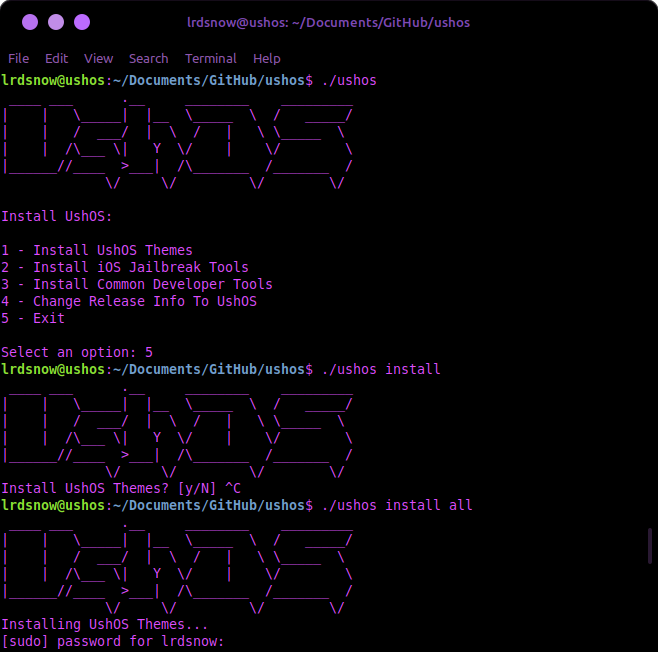 lrdsnow@ushos: ~/Documents/GitHub/ushos
File Edit View Search Terminal Help
lrdsnow@ushos:~/Documents/GitHub/ushos$ ./ushos
UshOS
Install UshOS:
1 - Install UshOS Themes
2 - Install iOS Jailbreak Tools
3 - Install Common Developer Tools
4 - Change Release Info To UshOS
5 - Exit
Select an option: 5
lrdsnow@ushos:~/Documents/GitHub/ushos$ ./ushos install
UshOS
Install UshOS Themes? [y/N] ^C
lrdsnow@ushos:~/Documents/GitHub/ushos$ ./ushos install all
UshOS
Installing UshOS Themes...
[sudo] password for lrdsnow: